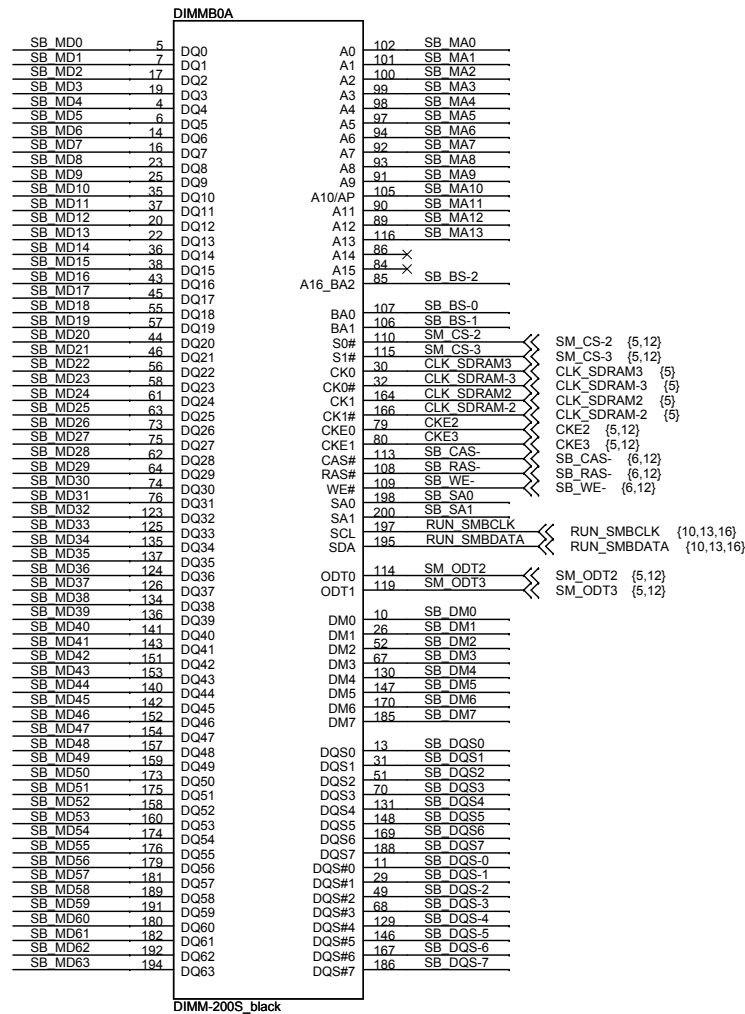 DIMMB0A
SB_MD0 5 DQ0 A0 102 SB_MA0
SB_MD1 7 DQ1 A1 101 SB_MA1
SB_MD2 17 DQ2 A2 100 SB_MA2
SB_MD3 19 DQ3 A3 99 SB_MA3
SB_MD4 4 DQ4 A4 98 SB_MA4
SB_MD5 6 DQ5 A5 97 SB_MA5
SB_MD6 14 DQ6 A6 94 SB_MA6
SB_MD7 16 DQ7 A7 92 SB_MA7
SB_MD8 23 DQ8 A8 93 SB_MA8
SB_MD9 25 DQ9 A9 91 SB_MA9
SB_MD10 35 DQ10 A10/AP 105 SB_MA10
SB_MD11 37 DQ11 A11 90 SB_MA11
SB_MD12 20 DQ12 A12 89 SB_MA12
SB_MD13 22 DQ13 A13 116 SB_MA13
SB_MD14 36 DQ14 A14 86
SB_MD15 38 DQ15 A15 84
SB_MD16 43 DQ16 A16_BA2 85 SB_BS-2
SB_MD17 45 DQ17
SB_MD18 55 DQ18 BA0 107 SB_BS-0
SB_MD19 57 DQ19 BA1 106 SB_BS-1
SB_MD20 44 DQ20 S0# 110 SM_CS-2 SM_CS-2 {5,12}
SB_MD21 46 DQ21 S1# 115 SM_CS-3 SM_CS-3 {5,12}
SB_MD22 56 DQ22 CK0 30 CLK_SDRAM3 CLK_SDRAM3 {5}
SB_MD23 58 DQ23 CK0# 32 CLK_SDRAM-3 CLK_SDRAM-3 {5}
SB_MD24 61 DQ24 CK1 164 CLK_SDRAM2 CLK_SDRAM2 {5}
SB_MD25 63 DQ25 CK1# 166 CLK_SDRAM-2 CLK_SDRAM-2 {5}
SB_MD26 73 DQ26 CKE0 79 CKE2 CKE2 {5,12}
SB_MD27 75 DQ27 CKE1 80 CKE3 CKE3 {5,12}
SB_MD28 62 DQ28 CAS# 113 SB_CAS- SB_CAS- {6,12}
SB_MD29 64 DQ29 RAS# 108 SB_RAS- SB_RAS- {6,12}
SB_MD30 74 DQ30 WE# 109 SB_WE- SB_WE- {6,12}
SB_MD31 76 DQ31 SA0 198 SB_SA0
SB_MD32 123 DQ32 SA1 200 SB_SA1
SB_MD33 125 DQ33 SCL 197 RUN_SMBCLK RUN_SMBCLK {10,13,16}
SB_MD34 135 DQ34 SDA 195 RUN_SMBDATA RUN_SMBDATA {10,13,16}
SB_MD35 137 DQ35
SB_MD36 124 DQ36 ODT0 114 SM_ODT2 SM_ODT2 {5,12}
SB_MD37 126 DQ37 ODT1 119 SM_ODT3 SM_ODT3 {5,12}
SB_MD38 134 DQ38
SB_MD39 136 DQ39 DM0 10 SB_DM0
SB_MD40 141 DQ40 DM1 26 SB_DM1
SB_MD41 143 DQ41 DM2 52 SB_DM2
SB_MD42 151 DQ42 DM3 67 SB_DM3
SB_MD43 153 DQ43 DM4 130 SB_DM4
SB_MD44 140 DQ44 DM5 147 SB_DM5
SB_MD45 142 DQ45 DM6 170 SB_DM6
SB_MD46 152 DQ46 DM7 185 SB_DM7
SB_MD47 154 DQ47
SB_MD48 157 DQ48 DQS0 13 SB_DQS0
SB_MD49 159 DQ49 DQS1 31 SB_DQS1
SB_MD50 173 DQ50 DQS2 51 SB_DQS2
SB_MD51 175 DQ51 DQS3 70 SB_DQS3
SB_MD52 158 DQ52 DQS4 131 SB_DQS4
SB_MD53 160 DQ53 DQS5 148 SB_DQS5
SB_MD54 174 DQ54 DQS6 169 SB_DQS6
SB_MD55 176 DQ55 DQS7 188 SB_DQS7
SB_MD56 179 DQ56 DQS#0 11 SB_DQS-0
SB_MD57 181 DQ57 DQS#1 29 SB_DQS-1
SB_MD58 189 DQ58 DQS#2 49 SB_DQS-2
SB_MD59 191 DQ59 DQS#3 68 SB_DQS-3
SB_MD60 180 DQ60 DQS#4 129 SB_DQS-4
SB_MD61 182 DQ61 DQS#5 146 SB_DQS-5
SB_MD62 192 DQ62 DQS#6 167 SB_DQS-6
SB_MD63 194 DQ63 DQS#7 186 SB_DQS-7
DIMM-200S_black